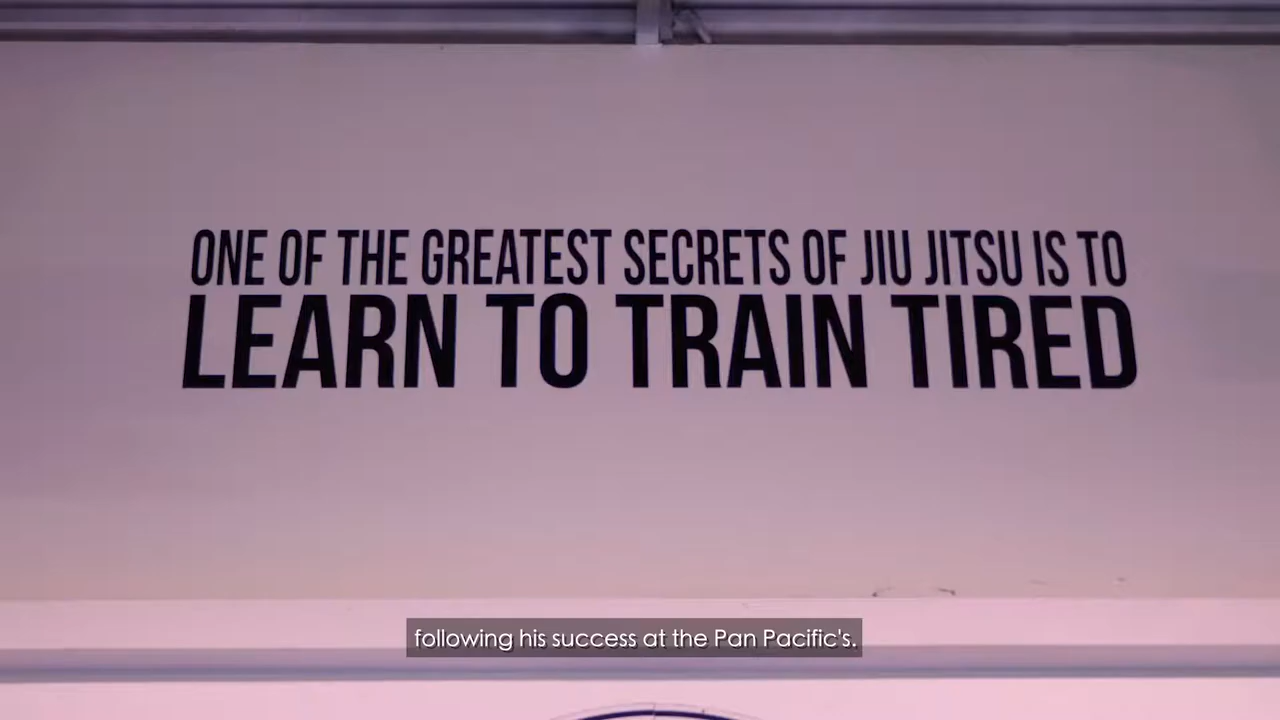 ONE OF THE GREATEST SECRETS OF JIU JITSU IS TO
LEARN TO TRAIN TIRED
following his success at the Pan Pacific's.